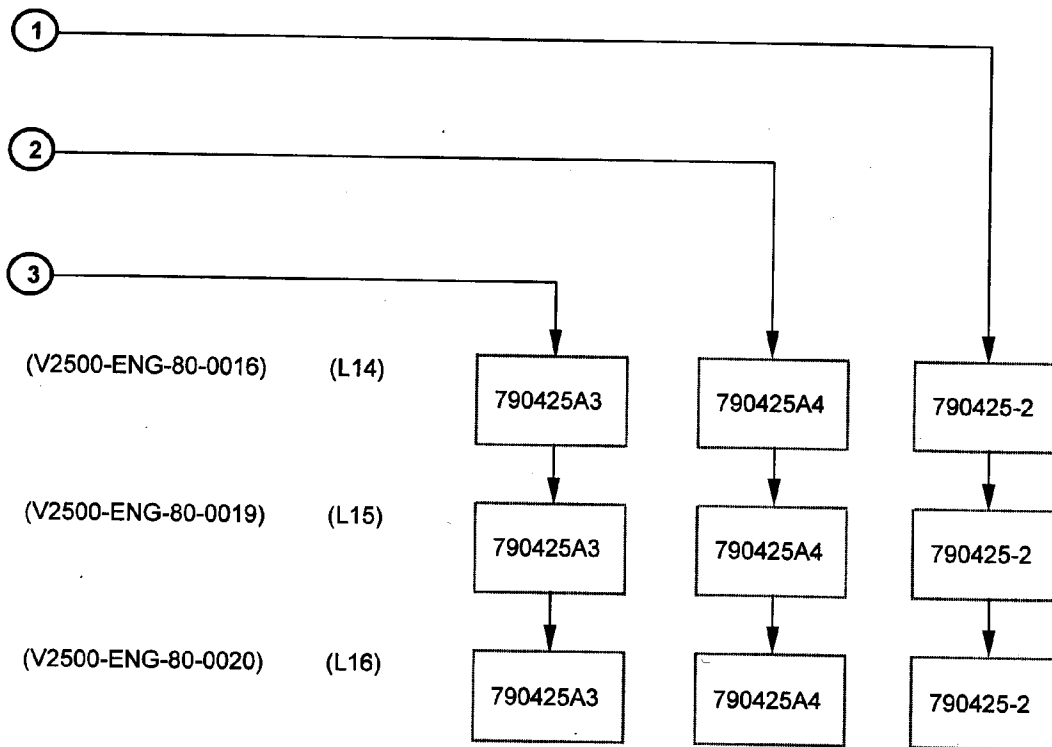 1
2
3
(V2500-ENG-80-0016) (L14) 790425A3 790425A4 790425-2
(V2500-ENG-80-0019) (L15) 790425A3 790425A4 790425-2
(V2500-ENG-80-0020) (L16) 790425A3 790425A4 790425-2